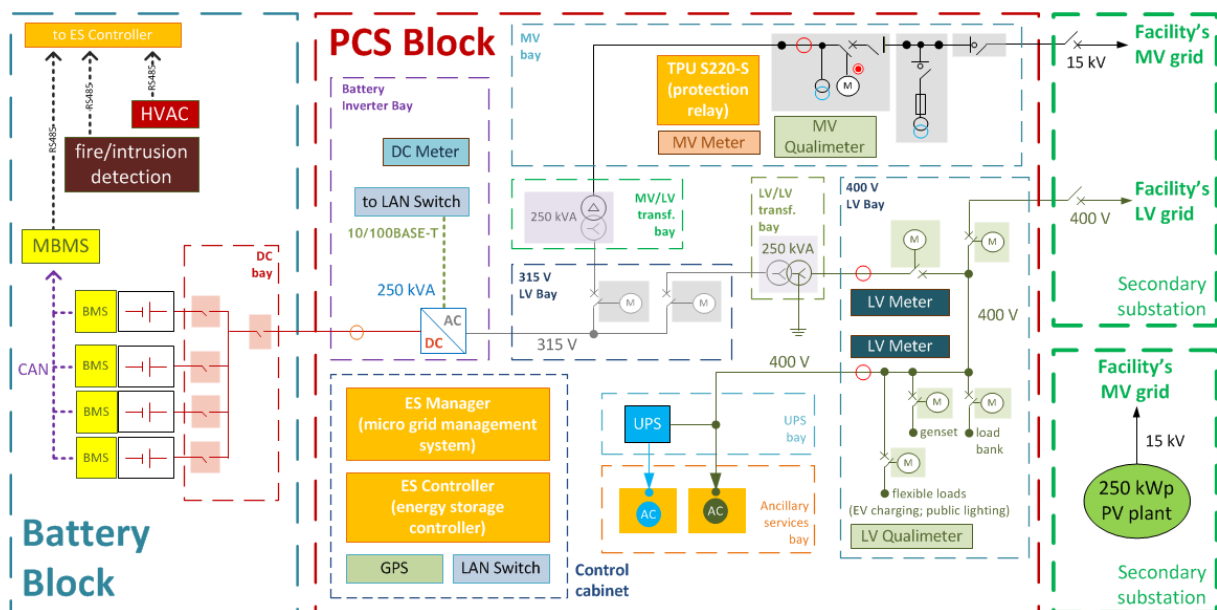 to ES Controller
RS485
RS-485
RS485
HVAC
fire/intrusion
detection
MBMS
DC
bay
BMS
BMS
BMS
BMS
CAN
Battery
Block
PCS Block
Battery
Inverter Bay
DC Meter
to LAN Switch
10/100BASE-T
250 kVA
AC
DC
MV
bay
TPU S220-S
(protection
relay)
MV Meter
M
MV
Qualimeter
MV/LV
transf.
bay
250 kVA
315 V
LV Bay
M
M
315 V
LV/LV
transf.
bay
250 kVA
400 V
LV Bay
M
M
LV Meter
LV Meter
400 V
400 V
M
genset
M
load
bank
M
flexible loads
(EV charging; public lighting)
LV Qualimeter
UPS
UPS
bay
AC
AC
Ancillary
services
bay
ES Manager
(micro grid management
system)
ES Controller
(energy storage
controller)
GPS
LAN Switch
Control
cabinet
15 kV
Facility's
MV grid
400 V
Facility's
LV grid
Secondary
substation
Facility's
MV grid
15 kV
250 kWp
PV plant
Secondary
substation